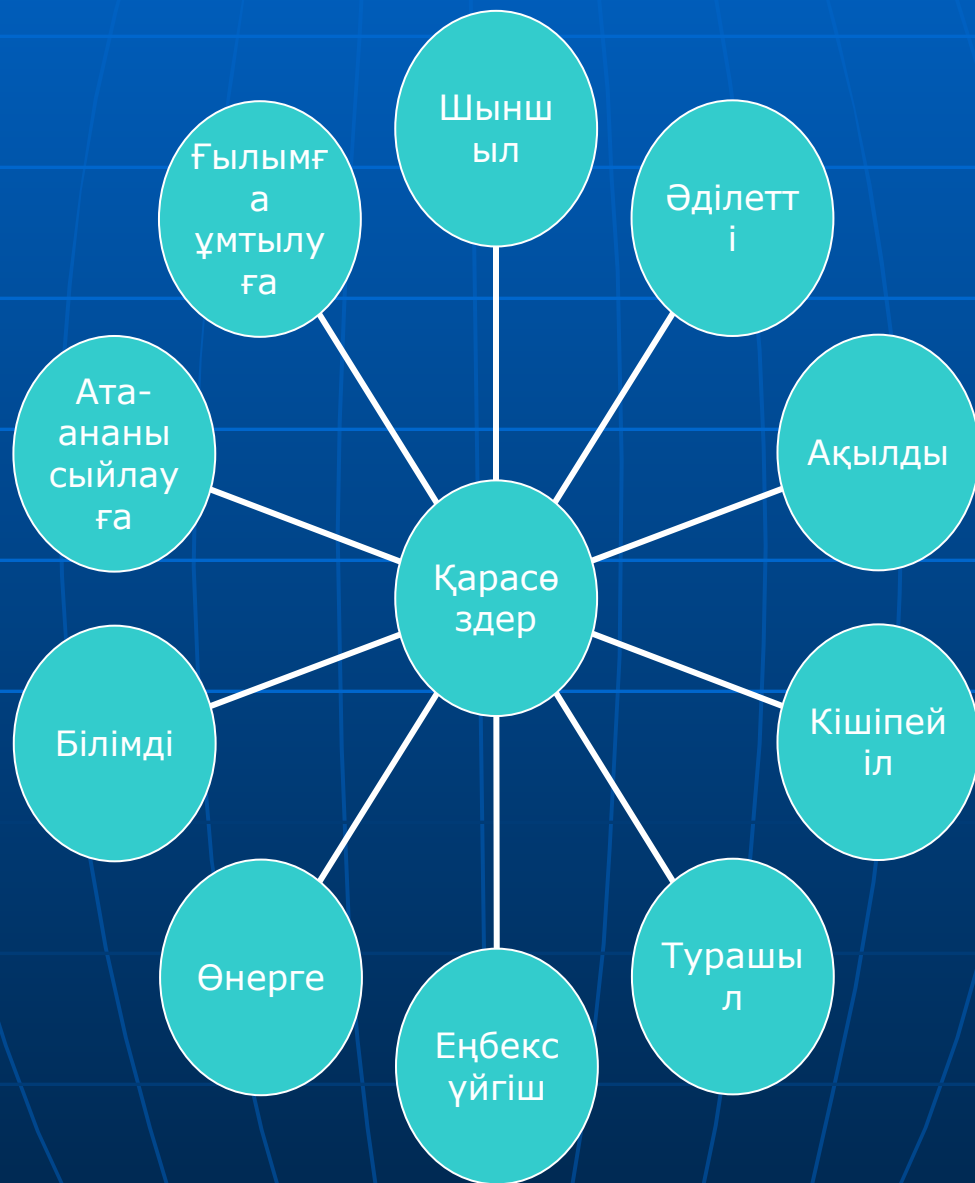 Шынш
ыл
Әділетт
і
Ақылды
Кішіпей
іл
Турашы
л
Еңбекс
үйгіш
Өнерге
Білімді
Ата-
ананы
сыйлау
ға
Ғылымғ
а
ұмтылу
ға
Қарасө
здер